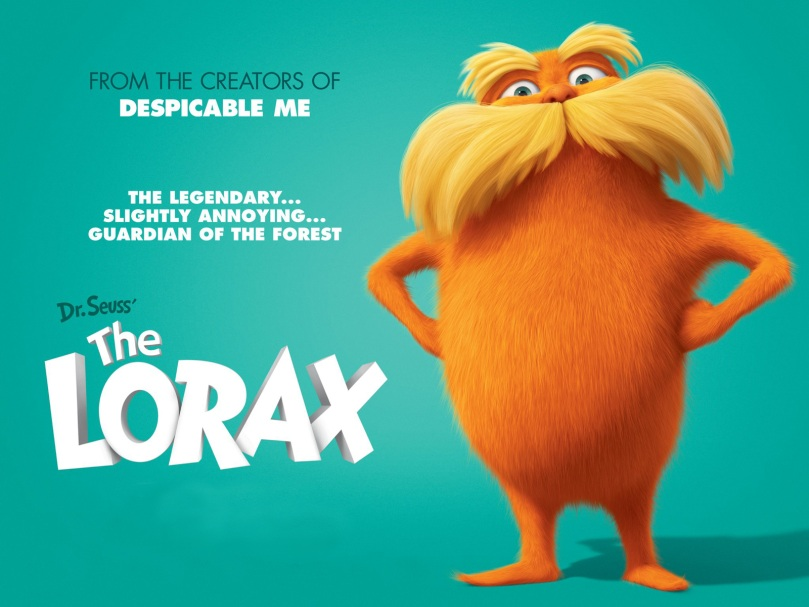 FROM THE CREATORS OF
DESPICABLE ME
THE LEGENDARY...
SLIGHTLY ANNOYING...
GUARDIAN OF THE FOREST
Dr. Seuss'
The
LORAX